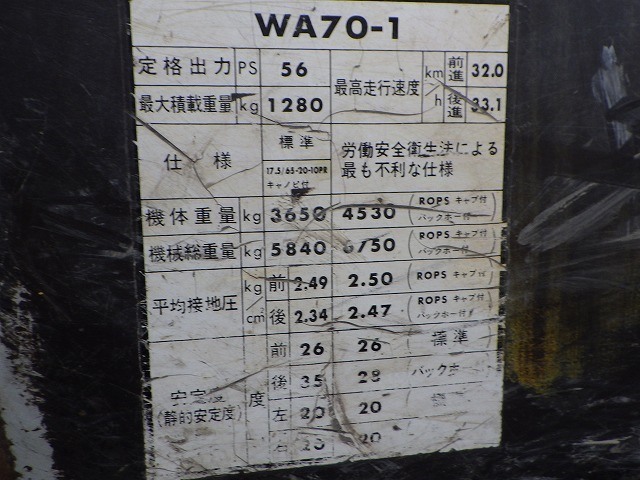 WA70-1
定格出力 PS 56 最高走行速度 km/h 前進 32.0
最大積載重量 kg 1280 後進 33.1
仕様 標準 17.5/65-20-10PR キャノピ付 労働安全衛生法による
最も不利な仕様
機体重量 kg 3650 4530 (ROPS キャブ付 バックホー付)
機械総重量 kg 5840 6750 (ROPS キャブ付 バックホー付)
平均接地圧 kg/cm² 前 2.49 2.50 (ROPS キャブ付
後 2.34 2.47 (ROPS キャブ付 バックホー付)
安定 (静的安定度) 度 前 26 26 (標準
後 35 28 (バックホ
左 20 20
右 20 20